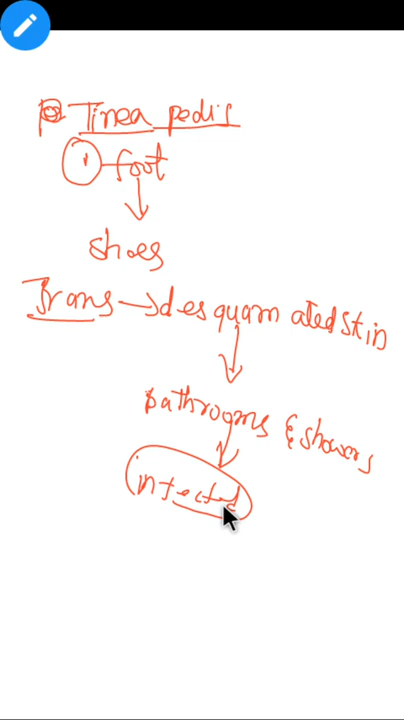 Tinea pedis
foot
shoes
Trans → desquamated skin
bathrooms & showers
infected